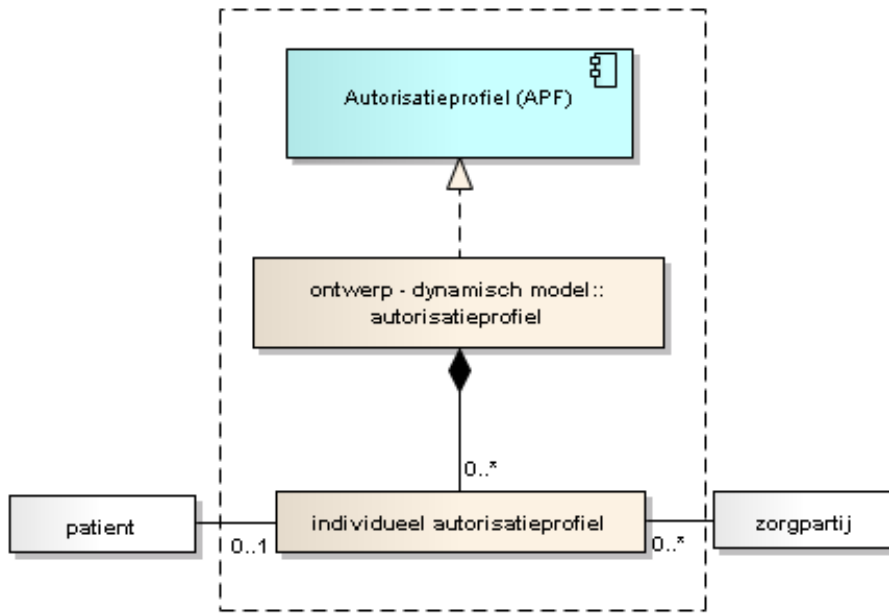 Autorisatieprofiel (APF)
ontwerp - dynamisch model::
autorisatieprofiel
0..*
patient
0..1
individueel autorisatieprofiel
0..*
zorgpartij